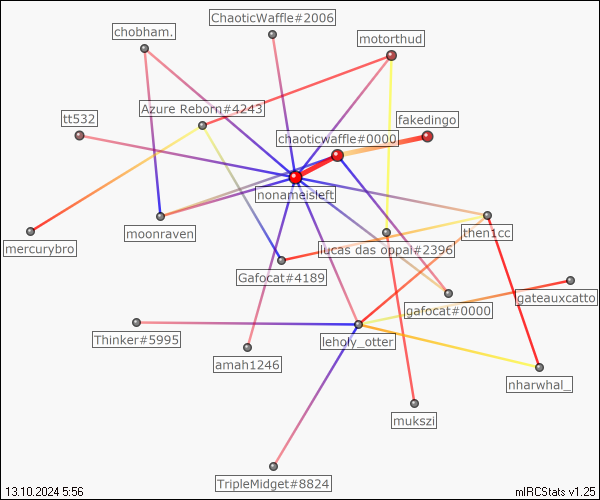 ChaoticWaffle#2006
chobham.
motorthud
Azure Reborn#4243
fakedingo
tt532
chaoticwaffle#0000
nonameisleft
moonraven
then1cc
mercurybro
lucas das oppai#2396
Gafocat#4189
gateauxcatto
gafocat#0000
Thinker#5995
leholy_otter
amah1246
nharwhal_
mukszi
TripleMidget#8824
13.10.2024 5:56
mIRCStats v1.25